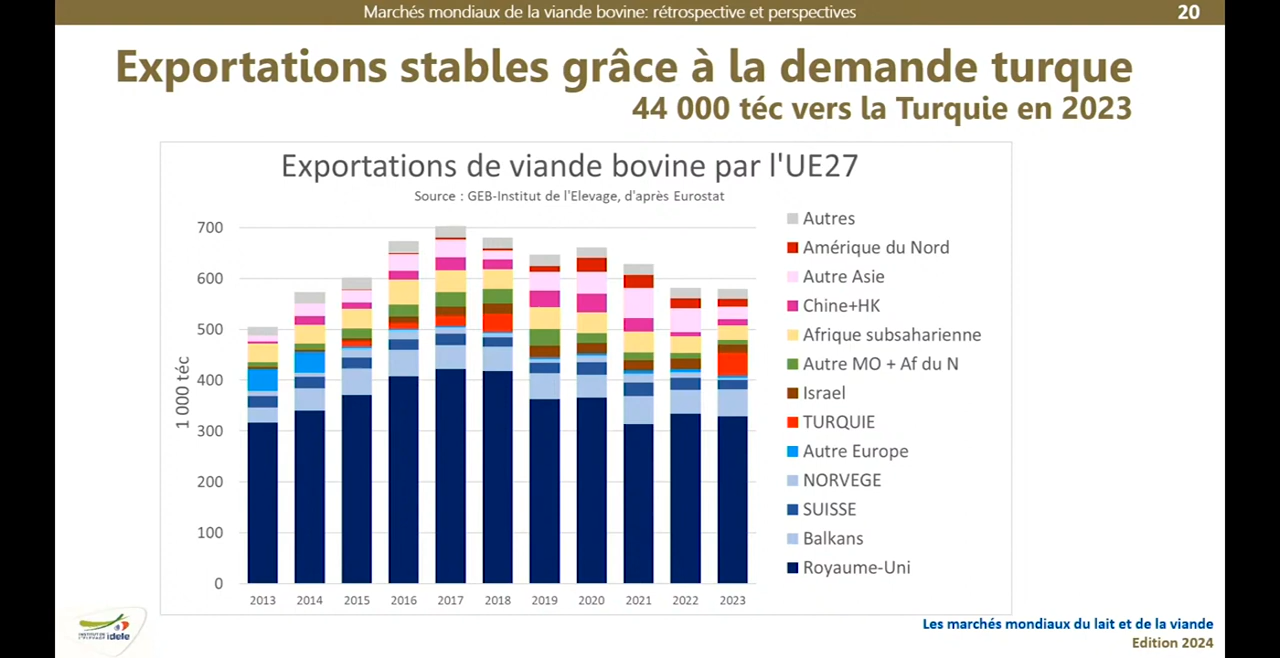 Marchés mondiaux de la viande bovine: rétrospective et perspectives
20
Exportations stables grâce à la demande turque
44 000 téc vers la Turquie en 2023
Exportations de viande bovine par l'UE27
Source : GEB-Institut de l'Elevage, d'après Eurostat
1 000 téc
700
600
500
400
300
200
100
0
2013 2014 2015 2016 2017 2018 2019 2020 2021 2022 2023
Autres
Amérique du Nord
Autre Asie
Chine+HK
Afrique subsaharienne
Autre MO + Af du N
Israel
TURQUIE
Autre Europe
NORVEGE
SUISSE
Balkans
Royaume-Uni
INSTITUT DE
L'ELEVAGE idele
Les marchés mondiaux du lait et de la viande
Edition 2024